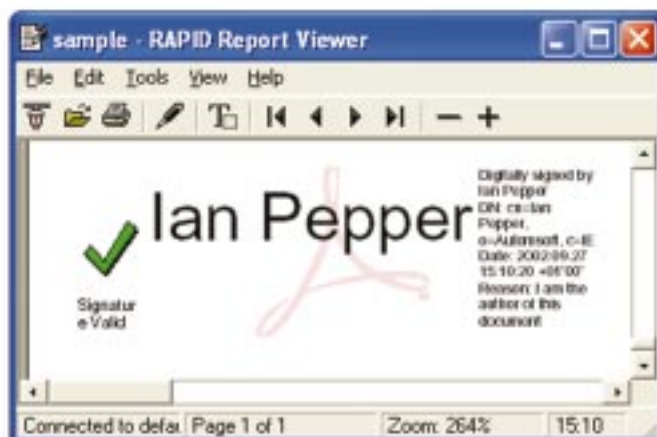 sample - RAPID Report Viewer
File Edit Tools View Help
Ian Pepper
Signatur
e Valid
Digitally signed by
Ian Pepper
DN: cn=Ian
Pepper,
o=Automsoft, c=IE
Date: 2002.09.27
15:10:20 +01'00'
Reason: I am the
author of this
document
Connected to defau Page 1 of 1 Zoom: 264% 15:10